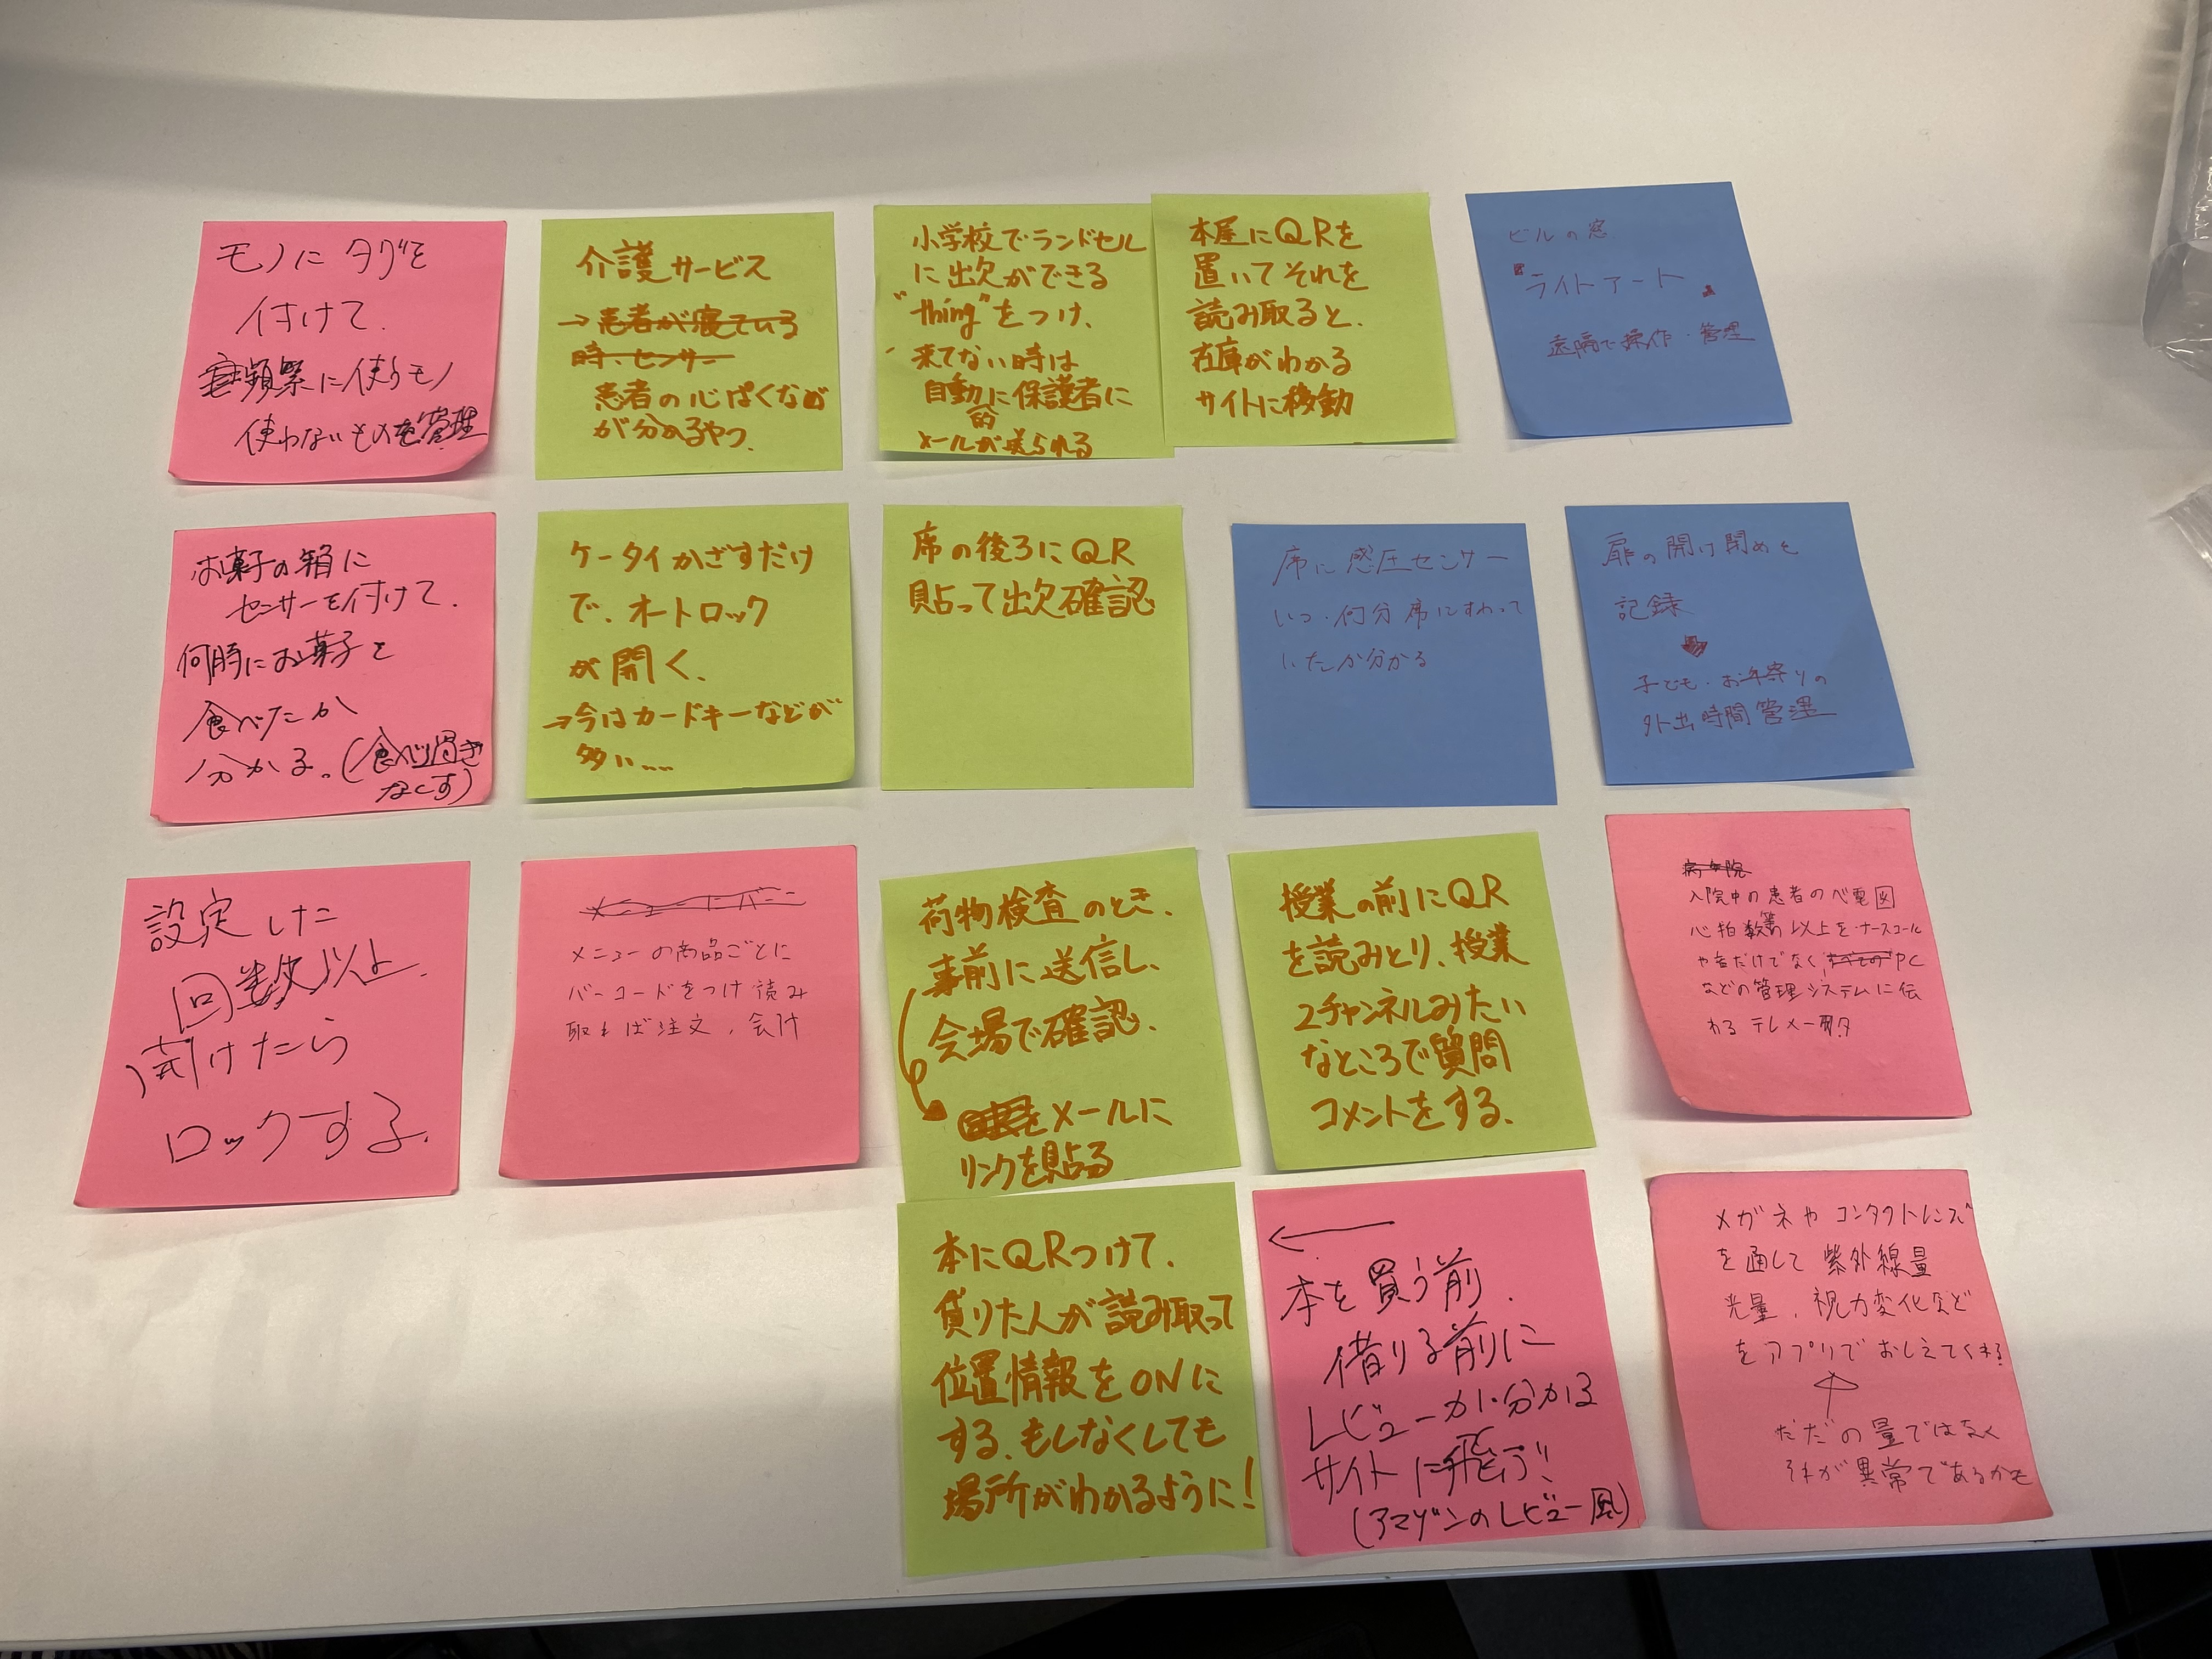 モノに タグを
付けて.
頻繁に使うモノ
使わないものを管理
介護サービス
→患者が寝ている
時、センサー
患者の心ぱくなど
が分かるやつ.
小学校でランドセル
に出欠ができる
"thing"をつけ、
来てない時は
自動的に保護者に
メールが送られる
本屋にQRを
置いてそれを
読み取ると、
在庫がわかる
サイトに移動
ビルの窓
ライトアート
遠隔で操作・管理
お菓子の箱に
センサーを付けて.
何時にお菓子を
食べたか
分かる。(食べ過ぎ
なくす)
ケータイかざすだけ
で、オートロック
が開く、
→今はカードキーなどが
多い....
席の後ろにQR
貼って出欠確認
席に感圧センサー
いつ・何分席にすわって
いたか分かる
扉の開け閉めを
記録
子ども・お年寄りの
外出時間管理
設定した
回数以上.
開けたら
ロックする.
メニューの商品ごとに
バーコードをつけ読み
取れば注文、会計
荷物検査のとき、
事前に送信し、
会場で確認、
メールに
リンクを貼る
授業の前にQR
を読みとり、授業
2チャンネルみたい
なところで質問
コメントをする.
病院
入院中の患者の心電図
心拍数等 以上を ナースコール
や音だけでなく PC
などの管理システムに伝
わる テレメータ
本にQRつけて、
貸りた人が読み取って
位置情報をONに
する. もしなくしても
場所がわかるように!
←
本を買う前.
借りる前に
レビューが分かる
サイトに飛ぶ!
(アマゾンのレビュー風)
メガネやコンタクトレンズ
を通して 紫外線量
光量、視力変化など
をアプリでおしえてくれる
ただの量ではなく
それが異常であるかも